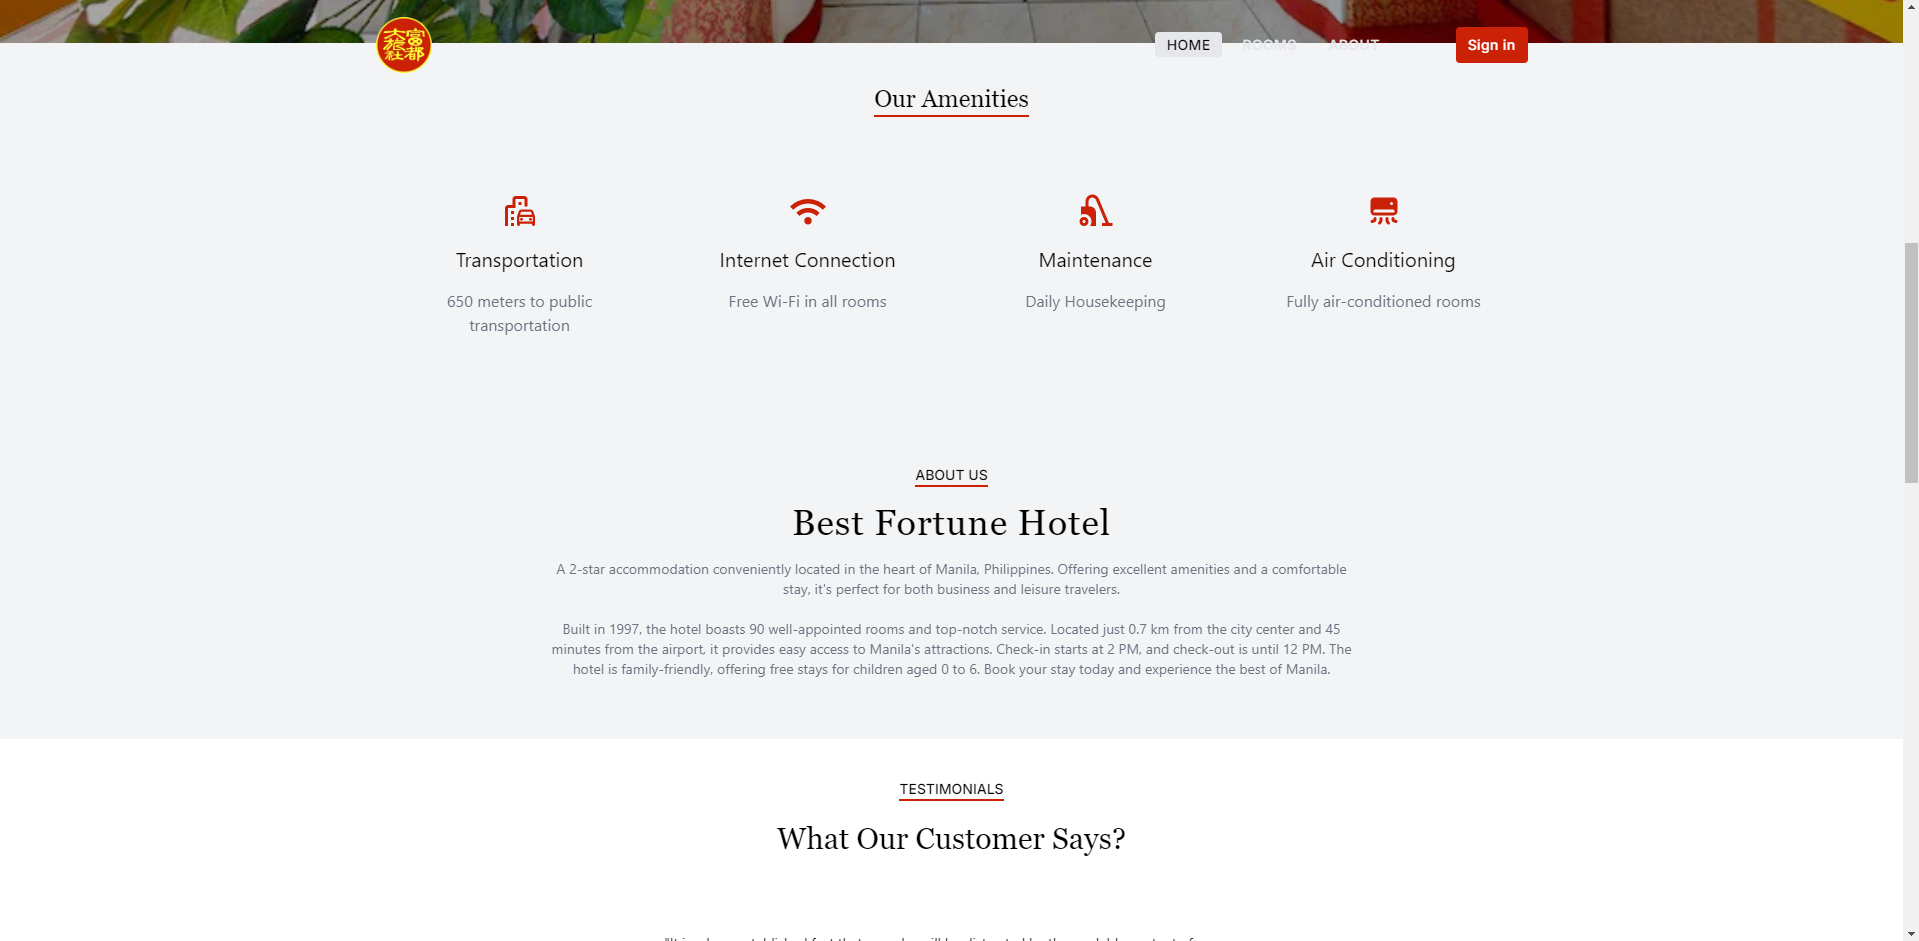 大富
旅都
社
HOME ROOMS ABOUT Sign in
Our Amenities
Transportation
650 meters to public
transportation
Internet Connection
Free Wi-Fi in all rooms
Maintenance
Daily Housekeeping
Air Conditioning
Fully air-conditioned rooms
ABOUT US
Best Fortune Hotel
A 2-star accommodation conveniently located in the heart of Manila, Philippines. Offering excellent amenities and a comfortable
stay, it's perfect for both business and leisure travelers.
Built in 1997, the hotel boasts 90 well-appointed rooms and top-notch service. Located just 0.7 km from the city center and 45
minutes from the airport, it provides easy access to Manila's attractions. Check-in starts at 2 PM, and check-out is until 12 PM. The
hotel is family-friendly, offering free stays for children aged 0 to 6. Book your stay today and experience the best of Manila.
TESTIMONIALS
What Our Customer Says?